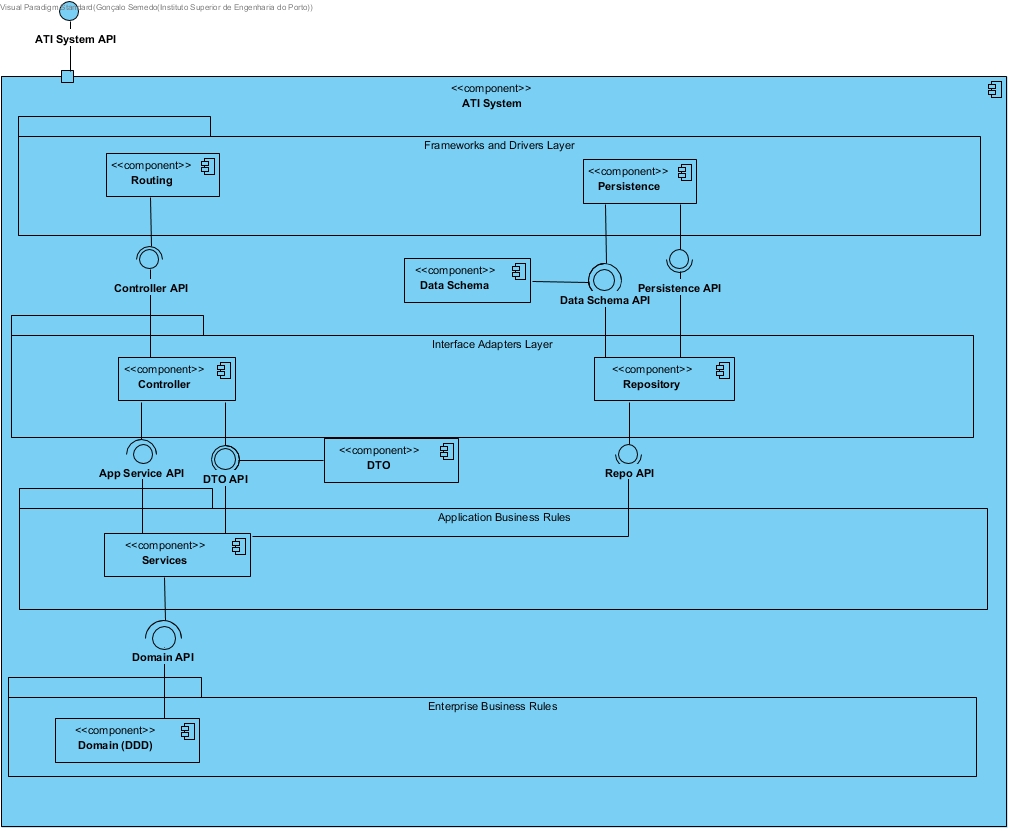 Visual Paradigm Standard(Gonçalo Semedo(Instituto Superior de Engenharia do Porto))
ATI System API
<<component>>
ATI System
Frameworks and Drivers Layer
<<component>>
Routing
<<component>>
Persistence
Controller API
<<component>>
Data Schema
Data Schema API
Persistence API
Interface Adapters Layer
<<component>>
Controller
<<component>>
Repository
App Service API
DTO API
<<component>>
DTO
Repo API
Application Business Rules
<<component>>
Services
Domain API
Enterprise Business Rules
<<component>>
Domain (DDD)